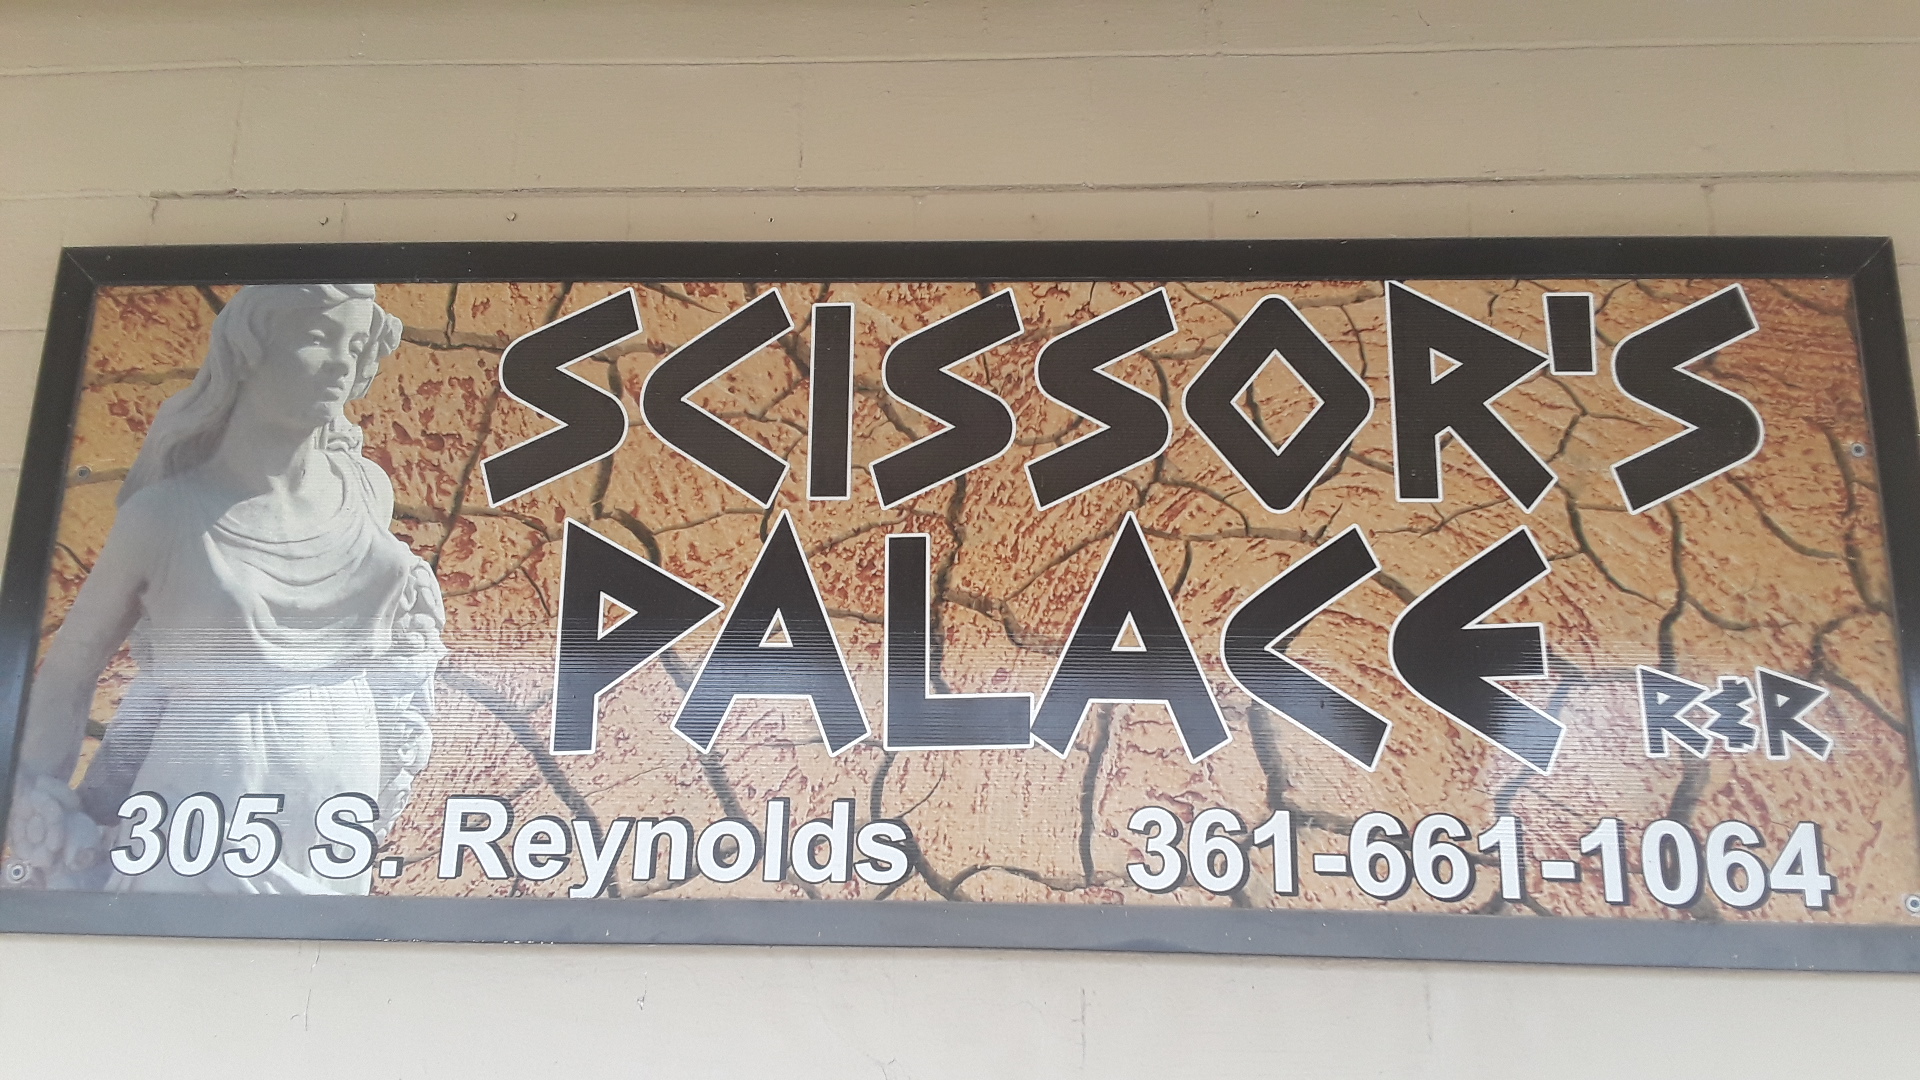 SCISSOR'S
PALACE R&R
305 S. Reynolds 361-661-1064